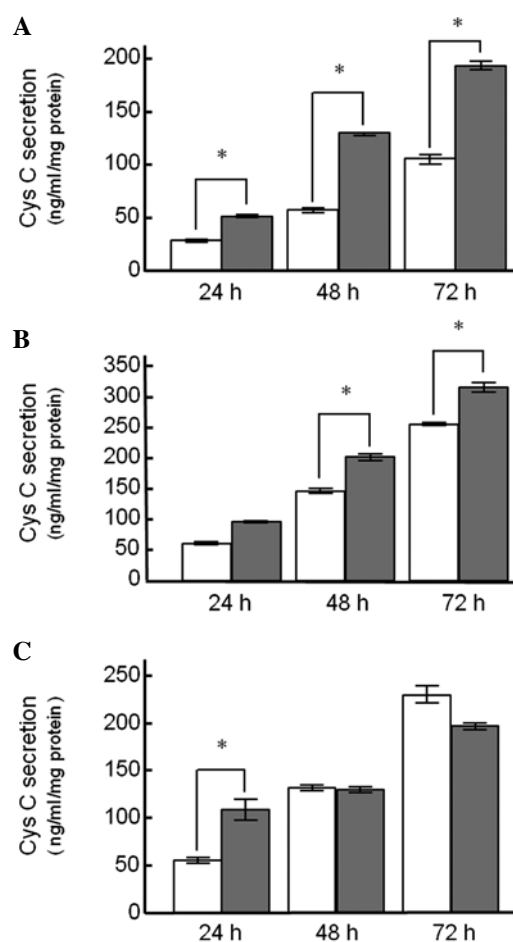 A
Cys C secretion
(ng/ml/mg protein)
200
150
100
50
0
*
*
*
24 h 48 h 72 h
B
Cys C secretion
(ng/ml/mg protein)
350
300
250
200
150
100
50
0
*
*
24 h 48 h 72 h
C
Cys C secretion
( ng/ml/mg protein)
250
200
150
100
50
0
*
24 h 48 h 72 h